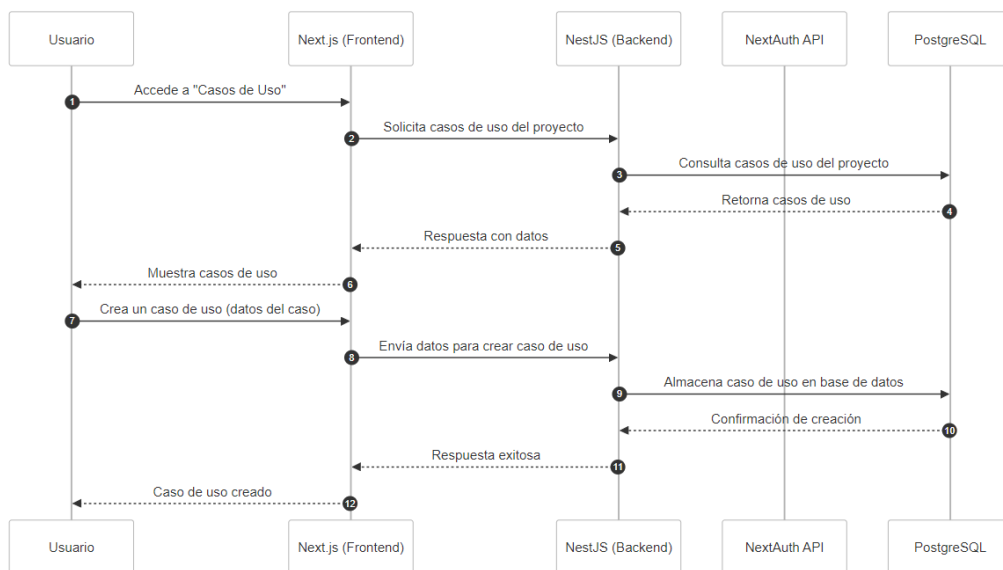 Usuario
Next.js (Frontend)
NestJS (Backend)
NextAuth API
PostgreSQL
Accede a "Casos de Uso"
1
Solicita casos de uso del proyecto
2
Consulta casos de uso del proyecto
3
Retorna casos de uso
4
Respuesta con datos
5
Muestra casos de uso
6
Crea un caso de uso (datos del caso)
7
Envía datos para crear caso de uso
8
Almacena caso de uso en base de datos
9
Confirmación de creación
10
Respuesta exitosa
11
Caso de uso creado
12
Usuario
Next.js (Frontend)
NestJS (Backend)
NextAuth API
PostgreSQL